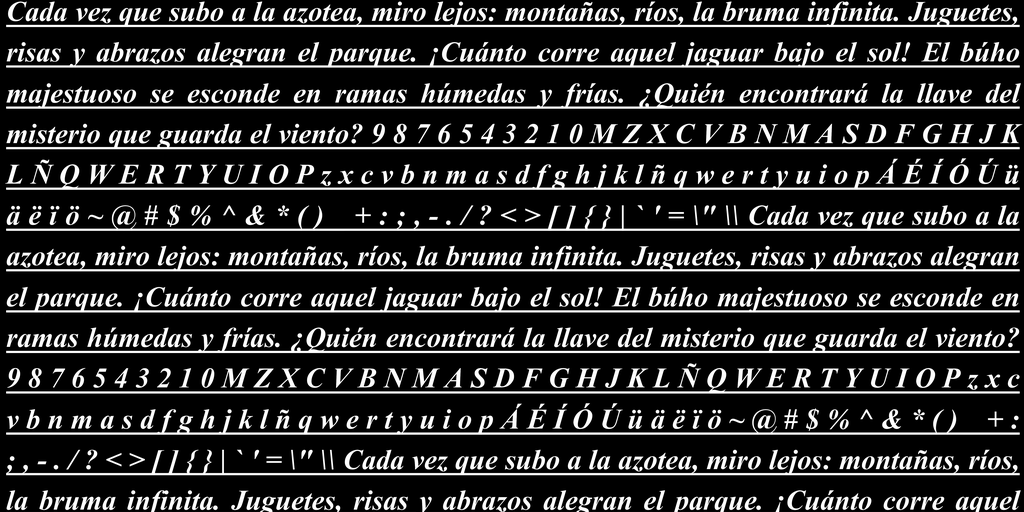 Cada vez que subo a la azotea, miro lejos: montañas, ríos, la bruma infinita. Juguetes,
risas y abrazos alegran el parque. ¡Cuánto corre aquel jaguar bajo el sol! El búho
majestuoso se esconde en ramas húmedas y frías. ¿Quién encontrará la llave del
misterio que guarda el viento? 9 8 7 6 5 4 3 2 1 0 M Z X C V B N M A S D F G H J K
L Ñ Q W E R T Y U I O P z x c v b n m a s d f g h j k l ñ q w e r t y u i o p Á É Í Ó Ú ü
ä ë ï ö ~ @ # $ % ^ & * ( ) + : ; , - . / ? < > [ ] { } | ` ' = \" \\ Cada vez que subo a la
azotea, miro lejos: montañas, ríos, la bruma infinita. Juguetes, risas y abrazos alegran
el parque. ¡Cuánto corre aquel jaguar bajo el sol! El búho majestuoso se esconde en
ramas húmedas y frías. ¿Quién encontrará la llave del misterio que guarda el viento?
9 8 7 6 5 4 3 2 1 0 M Z X C V B N M A S D F G H J K L Ñ Q W E R T Y U I O P z x c
v b n m a s d f g h j k l ñ q w e r t y u i o p Á É Í Ó Ú ü ä ë ï ö ~ @ # $ % ^ & * ( ) + :
; , - . / ? < > [ ] { } | ` ' = \" \\ Cada vez que subo a la azotea, miro lejos: montañas, ríos,
la bruma infinita. Juguetes, risas y abrazos alegran el parque. ¡Cuánto corre aquel